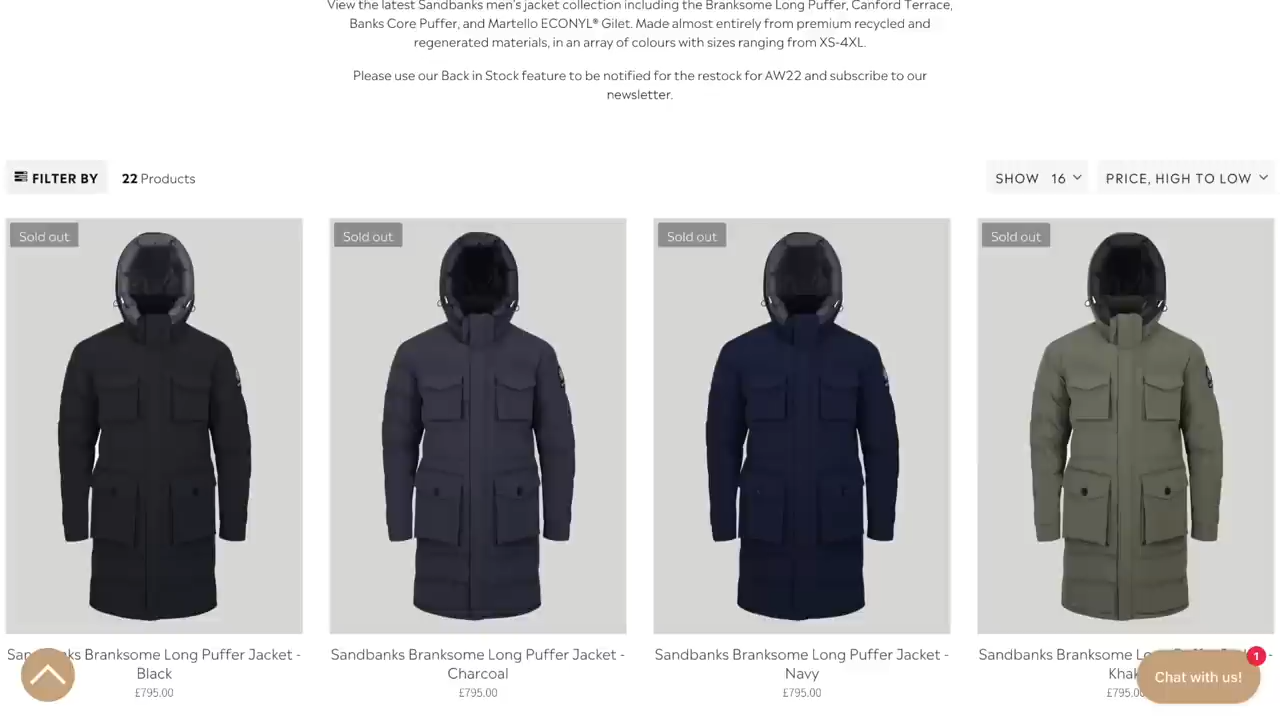 View the latest Sandbanks men's jacket collection including the Branksome Long Puffer, Canford Terrace,
Banks Core Puffer, and Martello ECONYL® Gilet. Made almost entirely from premium recycled and
regenerated materials, in an array of colours with sizes ranging from XS-4XL.
Please use our Back in Stock feature to be notified for the restock for AW22 and subscribe to our
newsletter.
FILTER BY 22 Products SHOW 16 PRICE, HIGH TO LOW
Sold out Sold out Sold out Sold out
Sandbanks Branksome Long Puffer Jacket -
Black
£795.00
Sandbanks Branksome Long Puffer Jacket -
Charcoal
£795.00
Sandbanks Branksome Long Puffer Jacket -
Navy
£795.00
Sandbanks Branksome Long
£795.00
Chat with us!
1